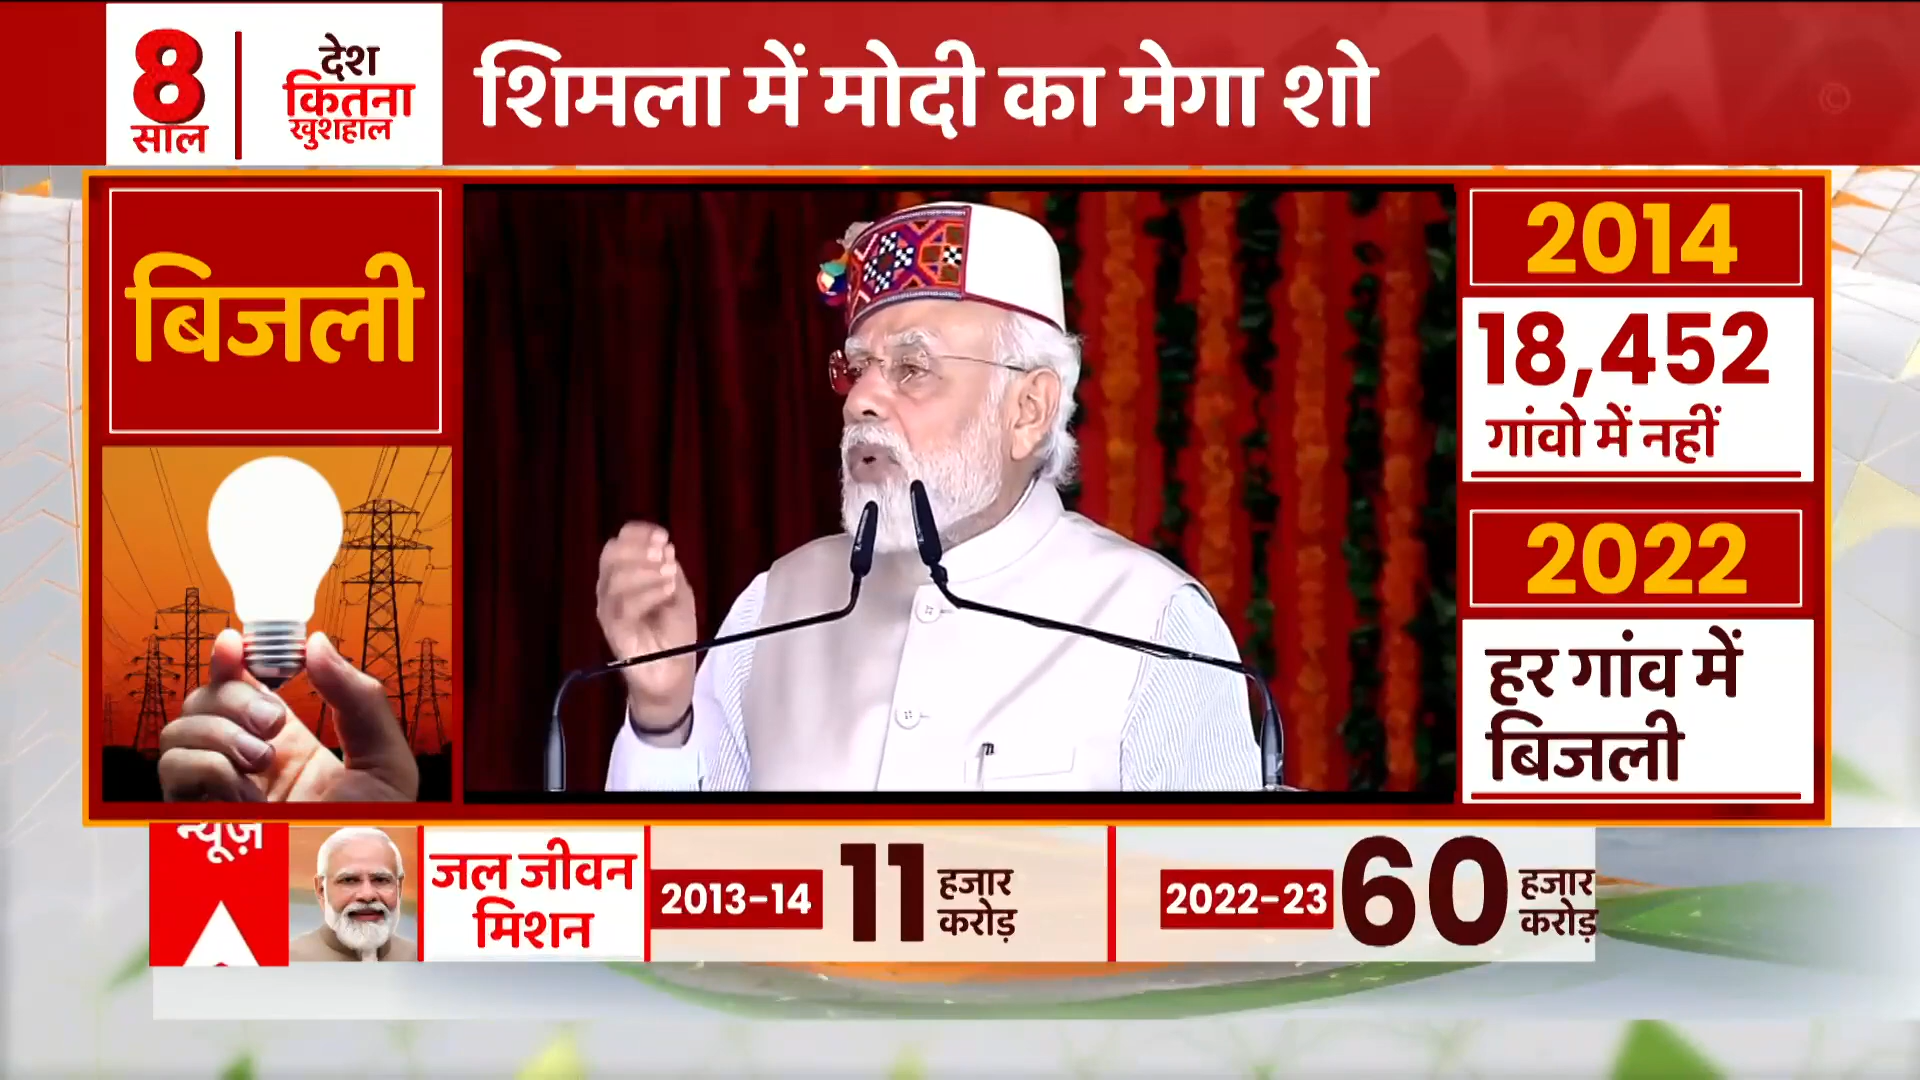 8
साल
देश
कितना
खुशहाल
शिमला में मोदी का मेगा शो
©
बिजली
2014
18,452
गांवो में नहीं
2022
हर गांव में
बिजली
न्यूज़
जल जीवन
मिशन
2013-14
11
हजार
करोड़
2022-23
60
हजार
करोड़